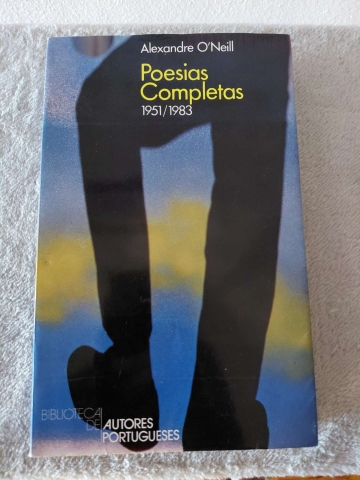 Alexandre O'Neill
Poesias
Completas
1951/1983
BIBLIOTECA
DE AUTORES
PORTUGUESES